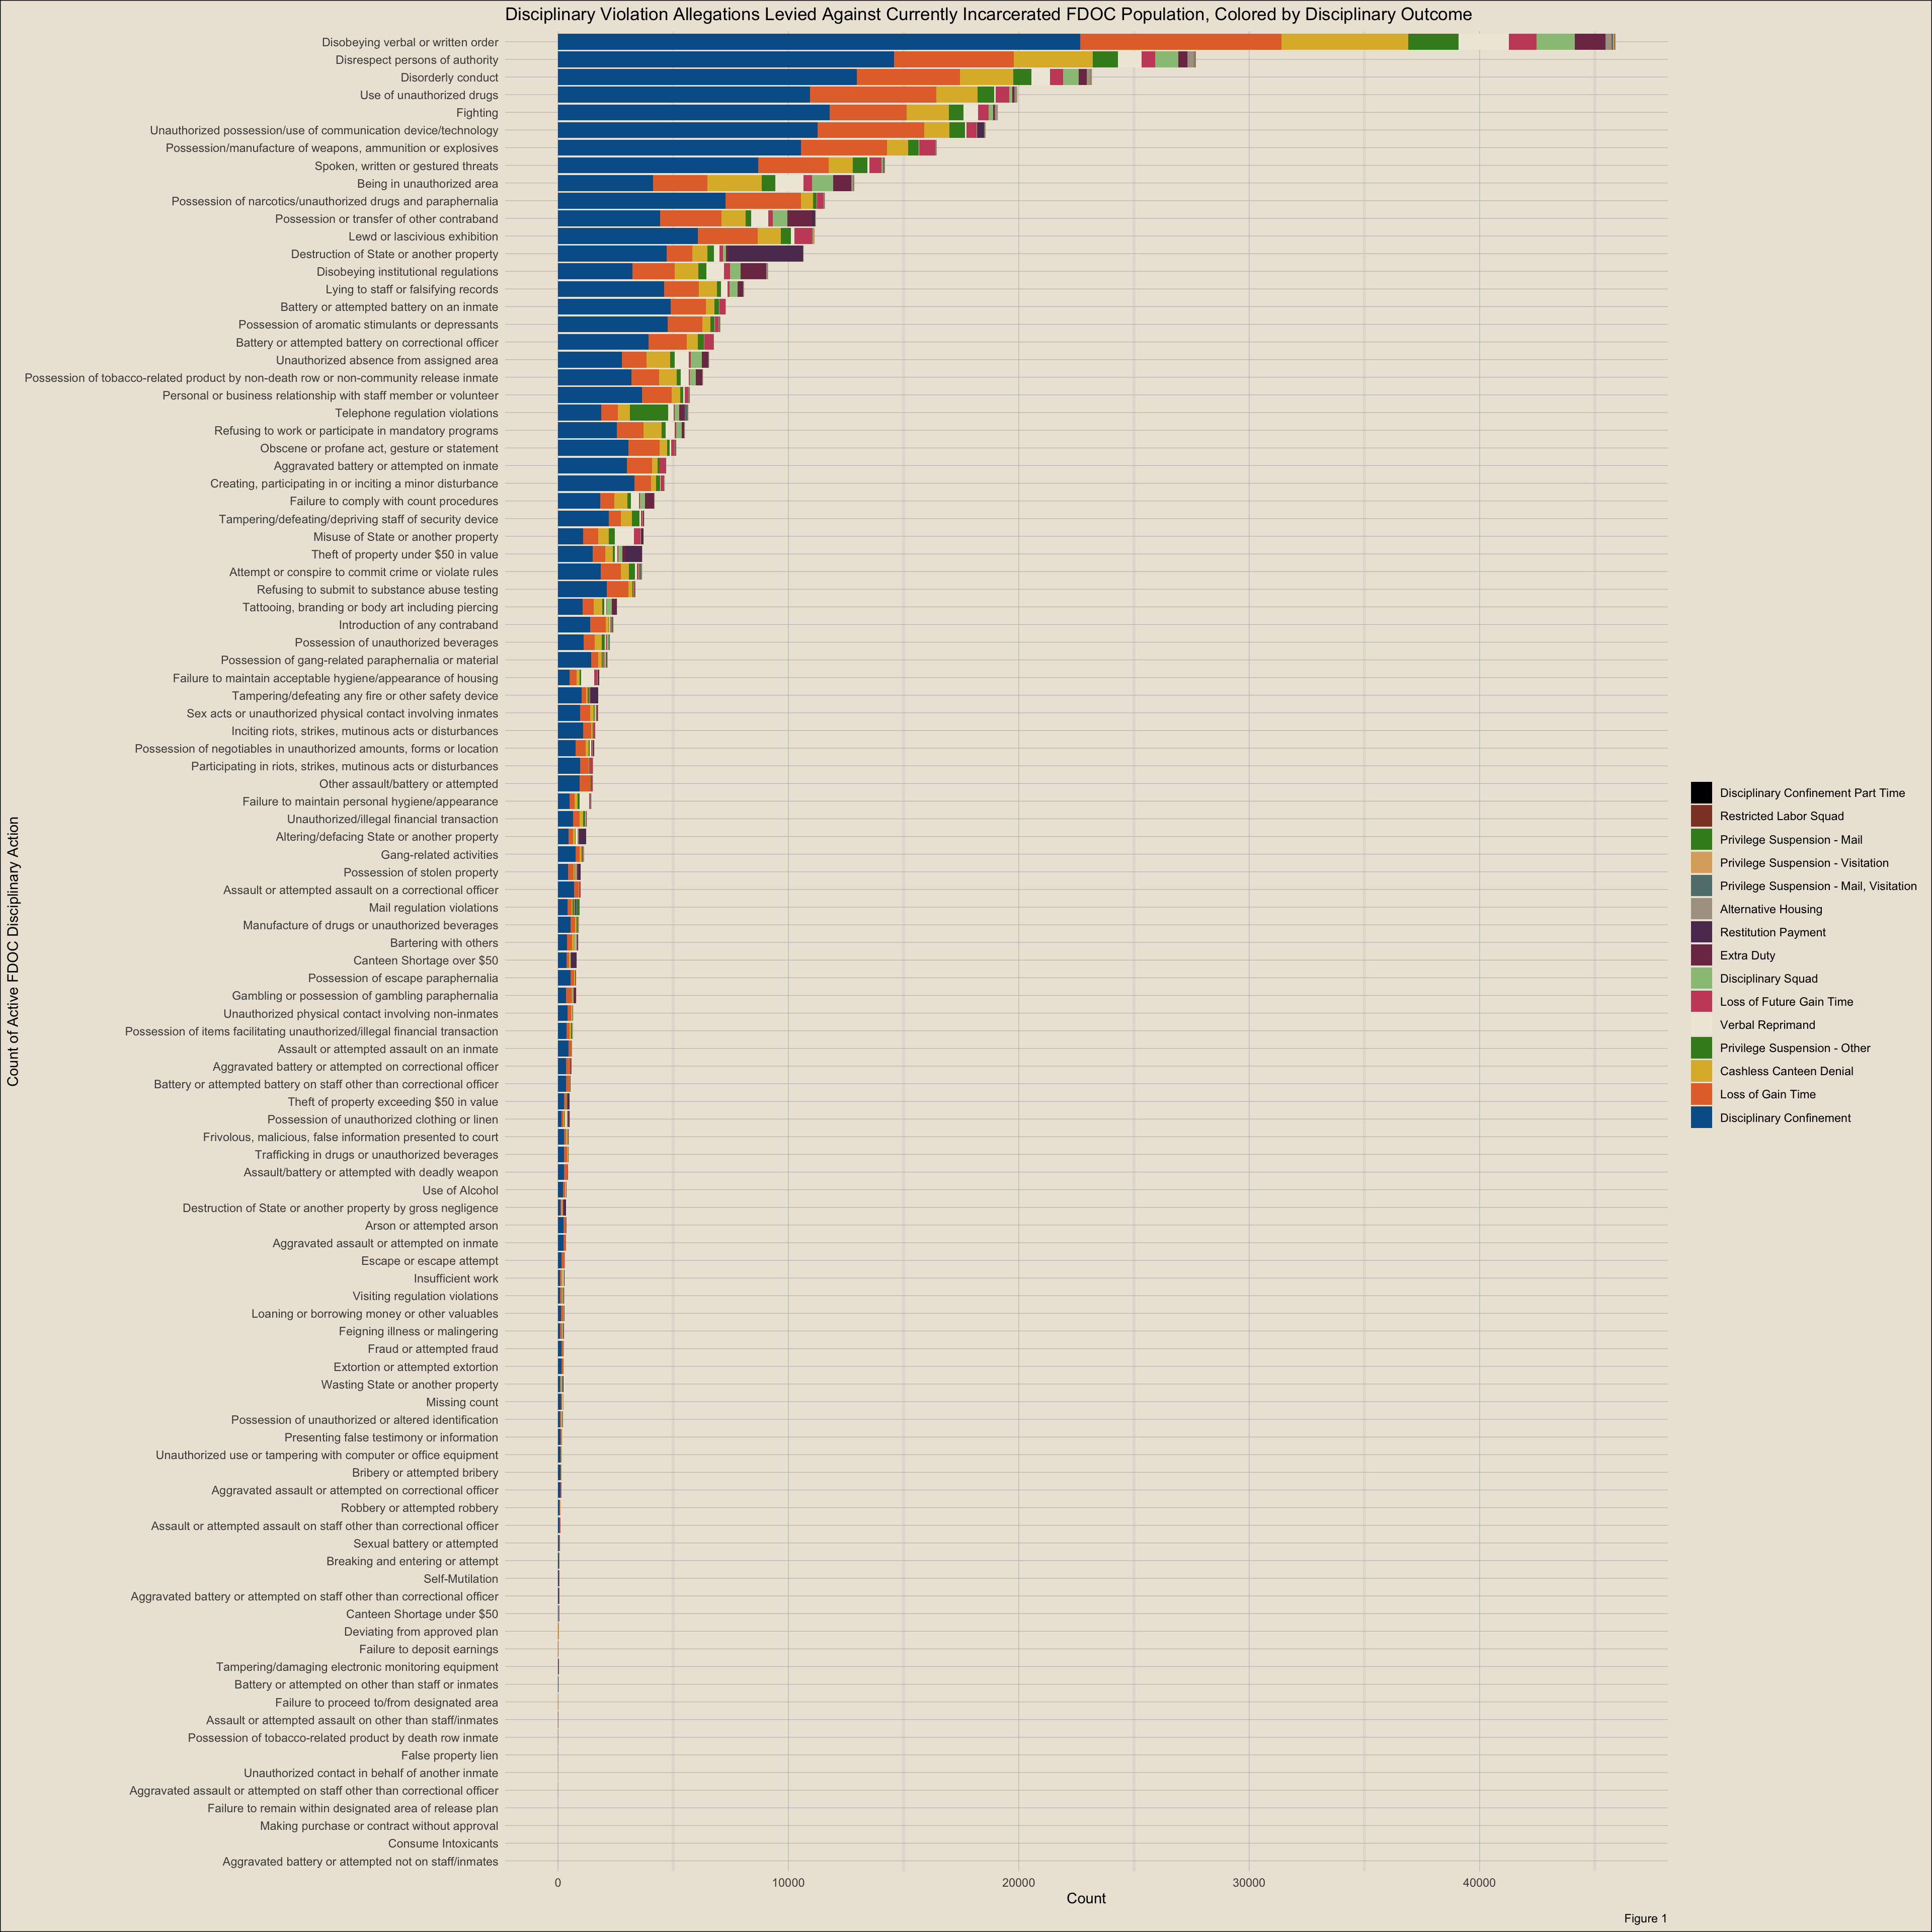 Disciplinary Violation Allegations Levied Against Currently Incarcerated FDOC Population, Colored by Disciplinary Outcome
Count of Active FDOC Disciplinary Action
Disobeying verbal or written order
Disrespect persons of authority
Disorderly conduct
Use of unauthorized drugs
Fighting
Unauthorized possession/use of communication device/technology
Possession/manufacture of weapons, ammunition or explosives
Spoken, written or gestured threats
Being in unauthorized area
Possession of narcotics/unauthorized drugs and paraphernalia
Possession or transfer of other contraband
Lewd or lascivious exhibition
Destruction of State or another property
Disobeying institutional regulations
Lying to staff or falsifying records
Battery or attempted battery on an inmate
Possession of aromatic stimulants or depressants
Battery or attempted battery on correctional officer
Unauthorized absence from assigned area
Possession of tobacco-related product by non-death row or non-community release inmate
Personal or business relationship with staff member or volunteer
Telephone regulation violations
Refusing to work or participate in mandatory programs
Obscene or profane act, gesture or statement
Aggravated battery or attempted on inmate
Creating, participating in or inciting a minor disturbance
Failure to comply with count procedures
Tampering/defeating/depriving staff of security device
Misuse of State or another property
Theft of property under $50 in value
Attempt or conspire to commit crime or violate rules
Refusing to submit to substance abuse testing
Tattooing, branding or body art including piercing
Introduction of any contraband
Possession of unauthorized beverages
Possession of gang-related paraphernalia or material
Failure to maintain acceptable hygiene/appearance of housing
Tampering/defeating any fire or other safety device
Sex acts or unauthorized physical contact involving inmates
Inciting riots, strikes, mutinous acts or disturbances
Possession of negotiables in unauthorized amounts, forms or location
Participating in riots, strikes, mutinous acts or disturbances
Other assault/battery or attempted
Failure to maintain personal hygiene/appearance
Unauthorized/illegal financial transaction
Altering/defacing State or another property
Gang-related activities
Possession of stolen property
Assault or attempted assault on a correctional officer
Mail regulation violations
Manufacture of drugs or unauthorized beverages
Bartering with others
Canteen Shortage over $50
Possession of escape paraphernalia
Gambling or possession of gambling paraphernalia
Unauthorized physical contact involving non-inmates
Possession of items facilitating unauthorized/illegal financial transaction
Assault or attempted assault on an inmate
Aggravated battery or attempted on correctional officer
Battery or attempted battery on staff other than correctional officer
Theft of property exceeding $50 in value
Possession of unauthorized clothing or linen
Frivolous, malicious, false information presented to court
Trafficking in drugs or unauthorized beverages
Assault/battery or attempted with deadly weapon
Use of Alcohol
Destruction of State or another property by gross negligence
Arson or attempted arson
Aggravated assault or attempted on inmate
Escape or escape attempt
Insufficient work
Visiting regulation violations
Loaning or borrowing money or other valuables
Feigning illness or malingering
Fraud or attempted fraud
Extortion or attempted extortion
Wasting State or another property
Missing count
Possession of unauthorized or altered identification
Presenting false testimony or information
Unauthorized use or tampering with computer or office equipment
Bribery or attempted bribery
Aggravated assault or attempted on correctional officer
Robbery or attempted robbery
Assault or attempted assault on staff other than correctional officer
Sexual battery or attempted
Breaking and entering or attempt
Self-Mutilation
Aggravated battery or attempted on staff other than correctional officer
Canteen Shortage under $50
Deviating from approved plan
Failure to deposit earnings
Tampering/damaging electronic monitoring equipment
Battery or attempted on other than staff or inmates
Failure to proceed to/from designated area
Assault or attempted assault on other than staff/inmates
Possession of tobacco-related product by death row inmate
False property lien
Unauthorized contact in behalf of another inmate
Aggravated assault or attempted on staff other than correctional officer
Failure to remain within designated area of release plan
Making purchase or contract without approval
Consume Intoxicants
Aggravated battery or attempted not on staff/inmates
0 10000 20000 30000 40000
Count
Disciplinary Confinement Part Time
Restricted Labor Squad
Privilege Suspension - Mail
Privilege Suspension - Visitation
Privilege Suspension - Mail, Visitation
Alternative Housing
Restitution Payment
Extra Duty
Disciplinary Squad
Loss of Future Gain Time
Verbal Reprimand
Privilege Suspension - Other
Cashless Canteen Denial
Loss of Gain Time
Disciplinary Confinement
Figure 1